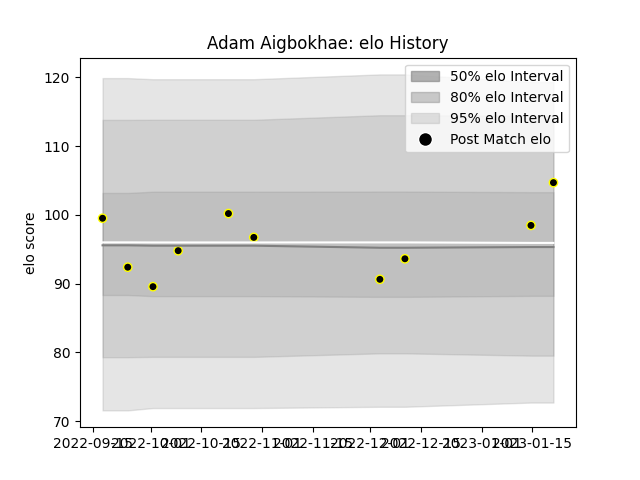 Adam Aigbokhae: elo History
50% elo Interval
80% elo Interval
95% elo Interval
Post Match elo
elo score
120
110
100
90
80
70
2022-09-15 2022-10-01 2022-10-15 2022-11-01 2022-11-15 2022-12-01 2022-12-15 2023-01-01 2023-01-15